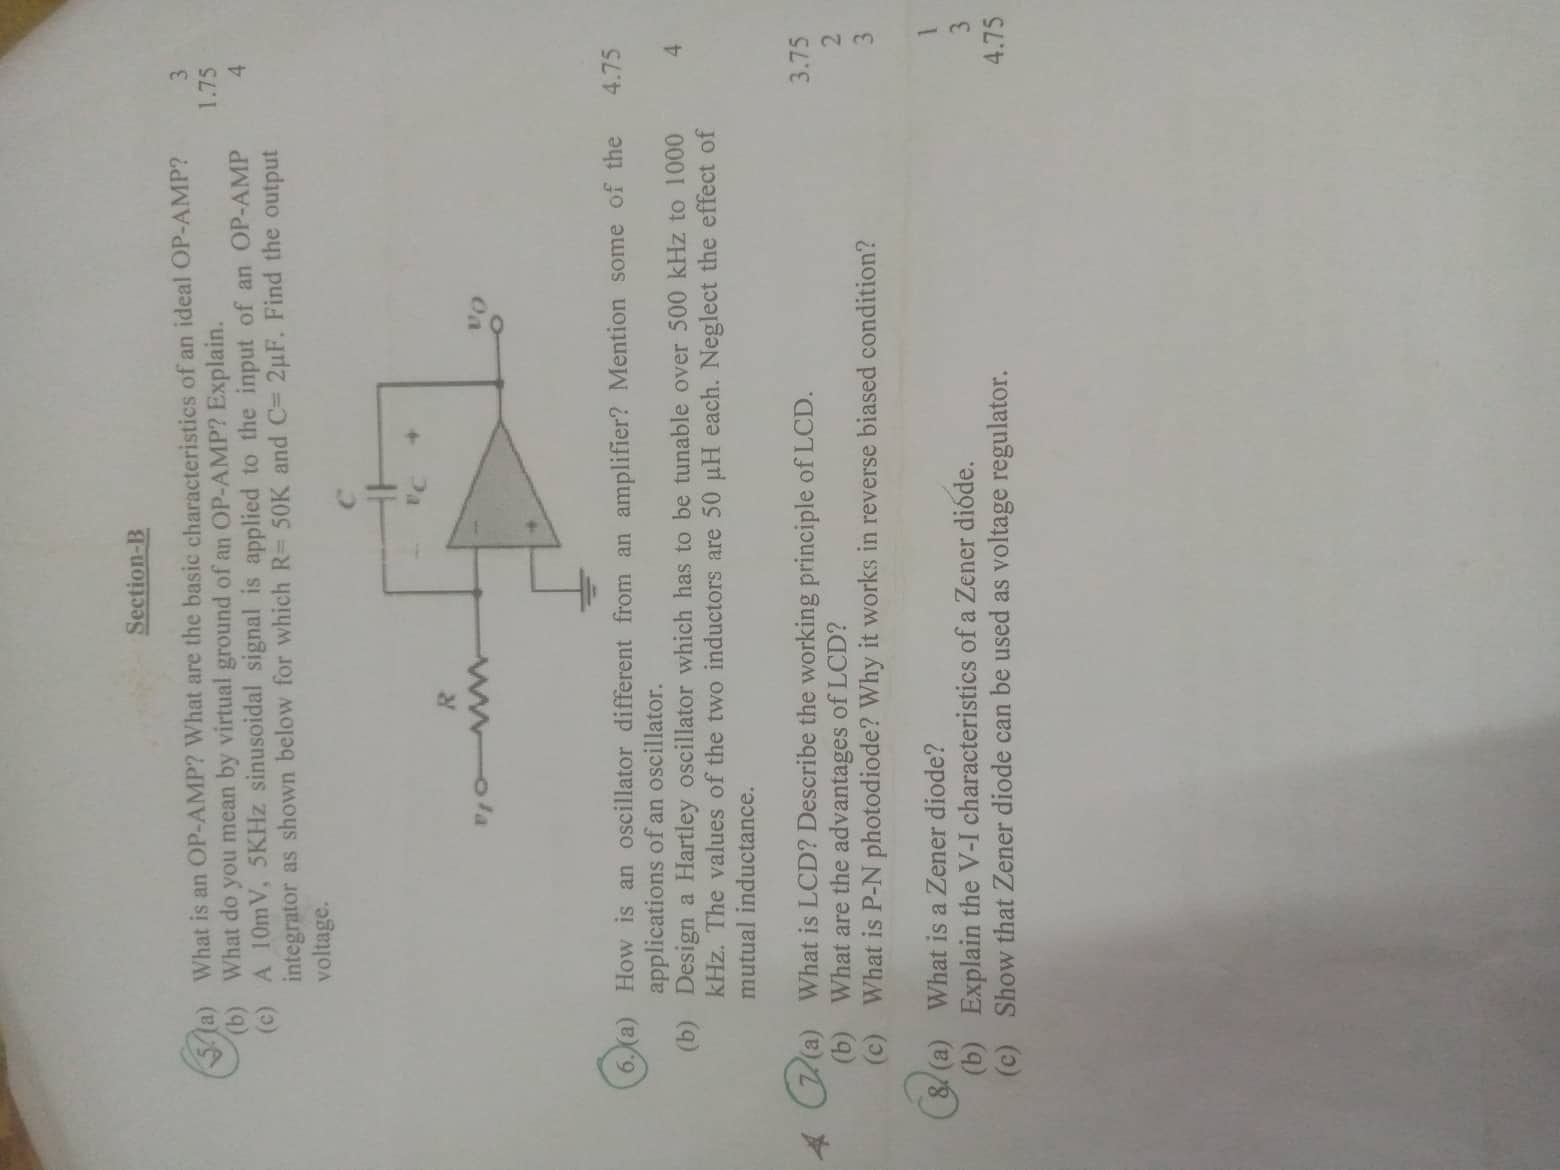 Section-B
5.(a) What is an OP-AMP? What are the basic characteristics of an ideal OP-AMP? 3
(b) What do you mean by virtual ground of an OP-AMP? Explain. 1.75
(c) A 10mV, 5KHz sinusoidal signal is applied to the input of an OP-AMP 4
integrator as shown below for which R= 50K and C= 2μF. Find the output
voltage.
C
− vC +
R
vI
−
+
vO
6.(a) How is an oscillator different from an amplifier? Mention some of the 4.75
applications of an oscillator.
(b) Design a Hartley oscillator which has to be tunable over 500 kHz to 1000 4
kHz. The values of the two inductors are 50 μH each. Neglect the effect of
mutual inductance.
7.(a) What is LCD? Describe the working principle of LCD. 3.75
(b) What are the advantages of LCD? 2
(c) What is P-N photodiode? Why it works in reverse biased condition? 3
8.(a) What is a Zener diode? 1
(b) Explain the V-I characteristics of a Zener diode. 3
(c) Show that Zener diode can be used as voltage regulator. 4.75